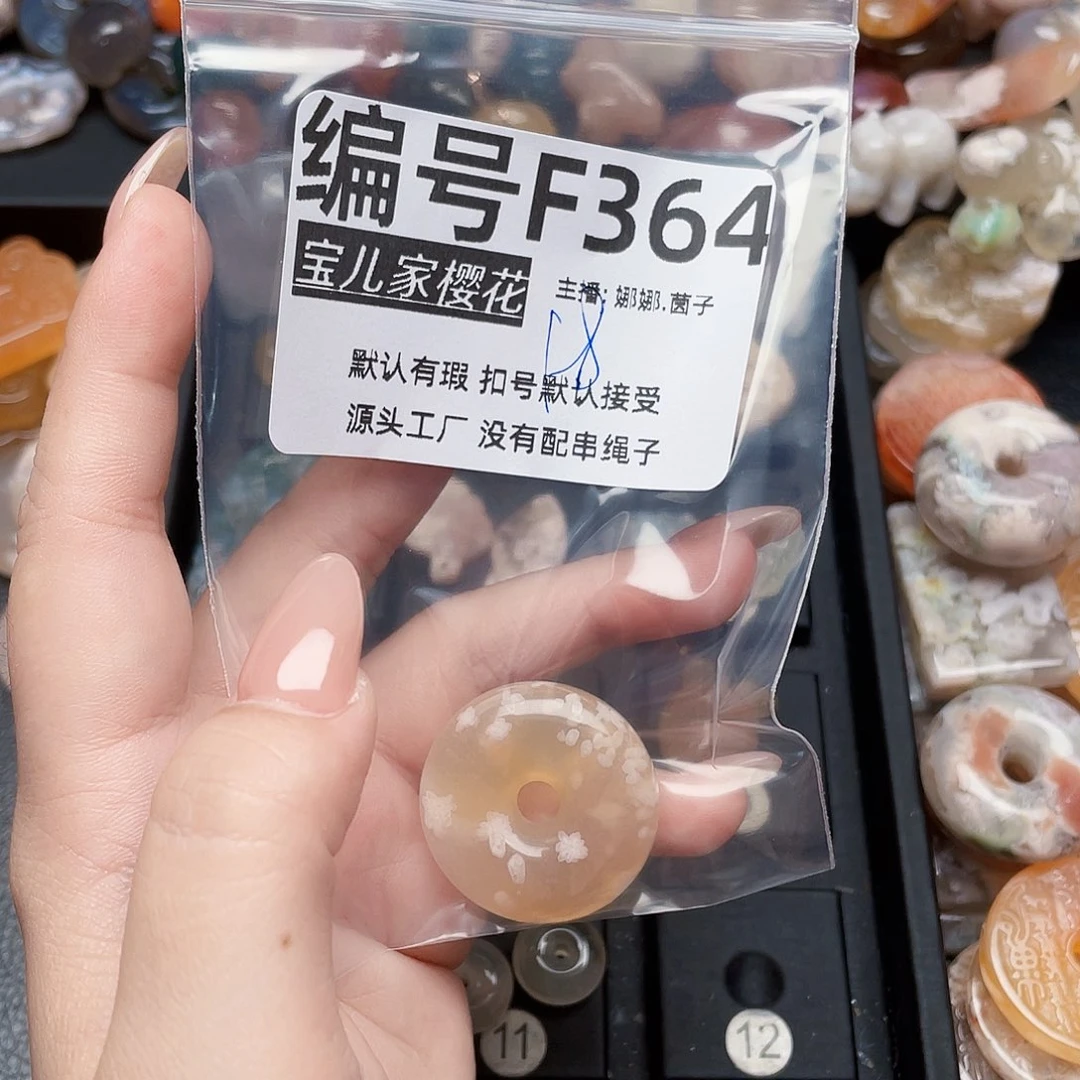 编号F364
宝儿家樱花
主播: 娜娜.茵子
默认有瑕 扣号默认接受
源头工厂 没有配串绳子
11
12